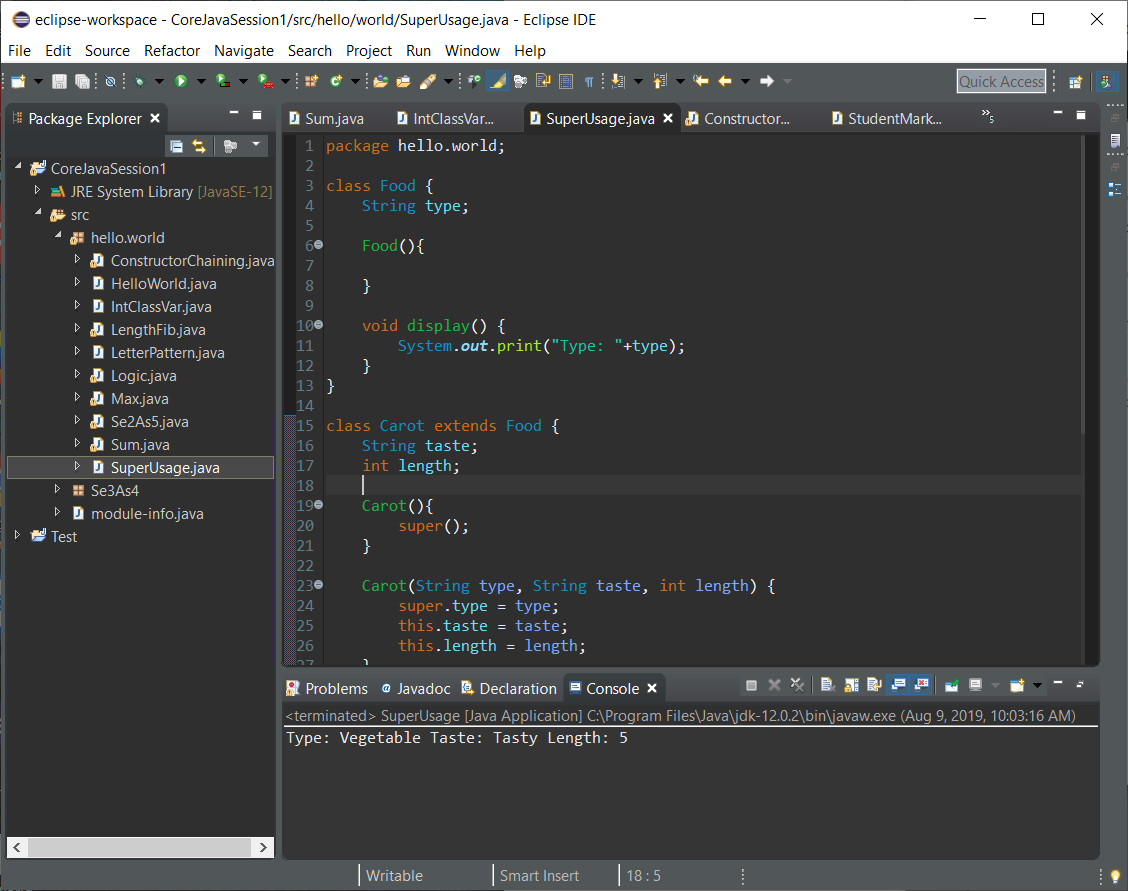 eclipse-workspace - CoreJavaSession1/src/hello/world/SuperUsage.java - Eclipse IDE
File Edit Source Refactor Navigate Search Project Run Window Help
Quick Access
Package Explorer
CoreJavaSession1
JRE System Library [JavaSE-12]
src
hello.world
ConstructorChaining.java
HelloWorld.java
IntClassVar.java
LengthFib.java
LetterPattern.java
Logic.java
Max.java
Se2As5.java
Sum.java
SuperUsage.java
Se3As4
module-info.java
Test
Sum.java IntClassVar... SuperUsage.java Constructor... StudentMark... »5
1 package hello.world;
2
3 class Food {
4 String type;
5
6 Food(){
7
8 }
9
10 void display() {
11 System.out.print("Type: "+type);
12 }
13 }
14
15 class Carot extends Food {
16 String taste;
17 int length;
18
19 Carot(){
20 super();
21 }
22
23 Carot(String type, String taste, int length) {
24 super.type = type;
25 this.taste = taste;
26 this.length = length;
27 }
Problems @ Javadoc Declaration Console
<terminated> SuperUsage [Java Application] C:\Program Files\Java\jdk-12.0.2\bin\javaw.exe (Aug 9, 2019, 10:03:16 AM)
Type: Vegetable Taste: Tasty Length: 5
Writable Smart Insert 18 : 5